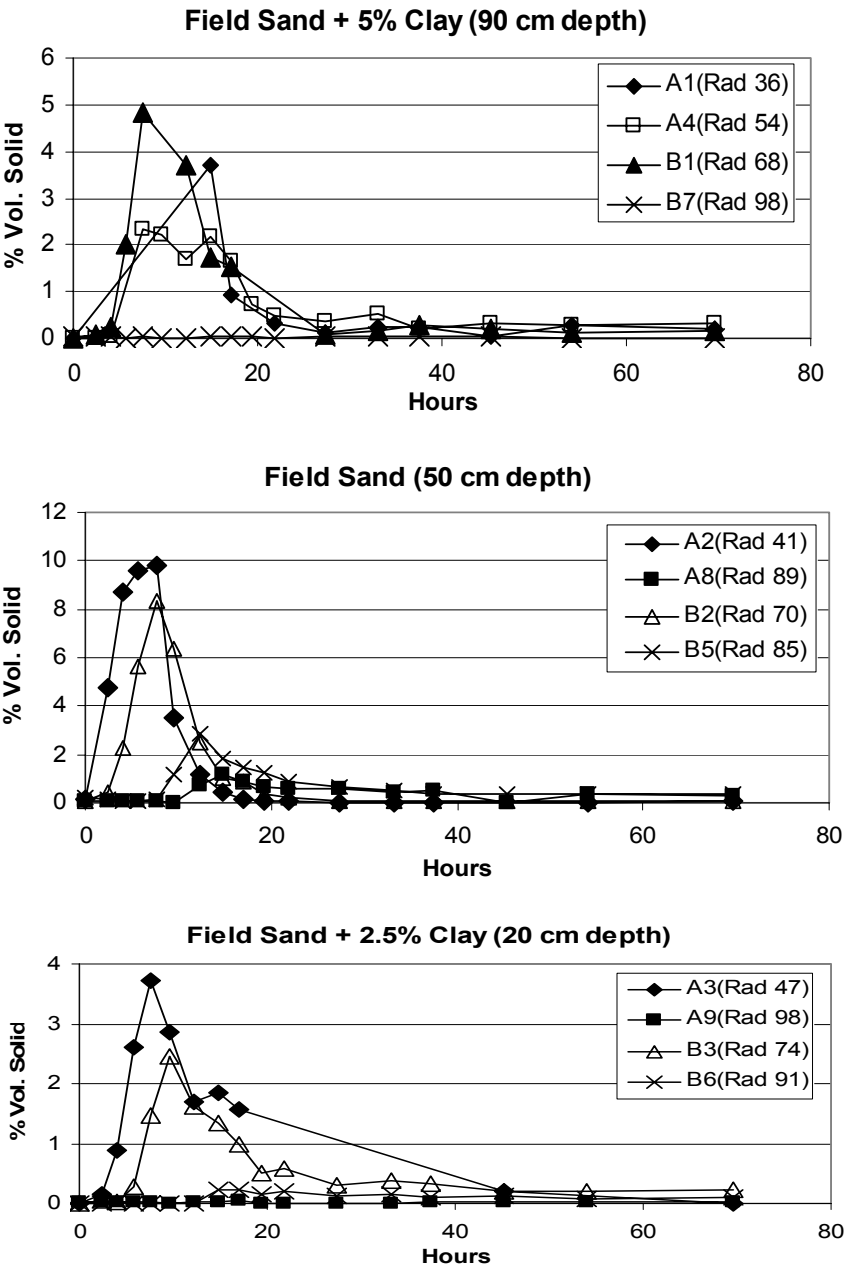 Field Sand + 5% Clay (90 cm depth)
6
5
4
3
2
1
0
% Vol. Solid
0 20 40 60 80
Hours
A1(Rad 36)
A4(Rad 54)
B1(Rad 68)
B7(Rad 98)
Field Sand (50 cm depth)
12
10
8
6
4
2
0
% Vol. Solid
0 20 40 60 80
Hours
A2(Rad 41)
A8(Rad 89)
B2(Rad 70)
B5(Rad 85)
Field Sand + 2.5% Clay (20 cm depth)
4
3
2
1
0
% Vol. Solid
0 20 40 60 80
Hours
A3(Rad 47)
A9(Rad 98)
B3(Rad 74)
B6(Rad 91)